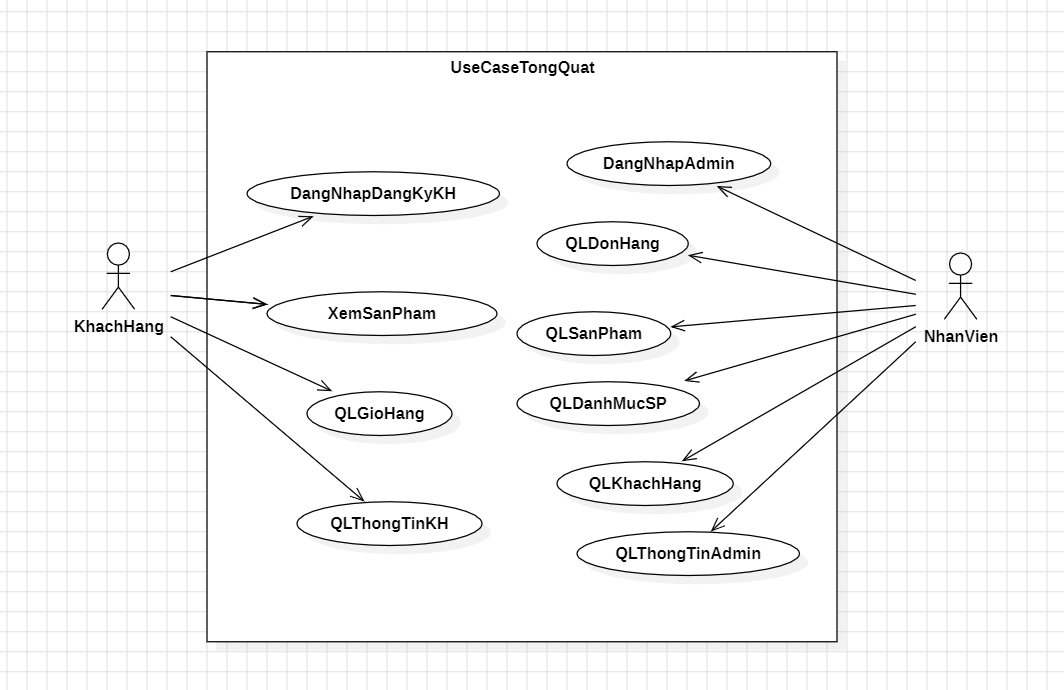 UseCaseTongQuat
DangNhapAdmin
DangNhapDangKyKH
QLDonHang
XemSanPham
KhachHang
QLSanPham
NhanVien
QLDanhMucSP
QLGioHang
QLKhachHang
QLThongTinKH
QLThongTinAdmin